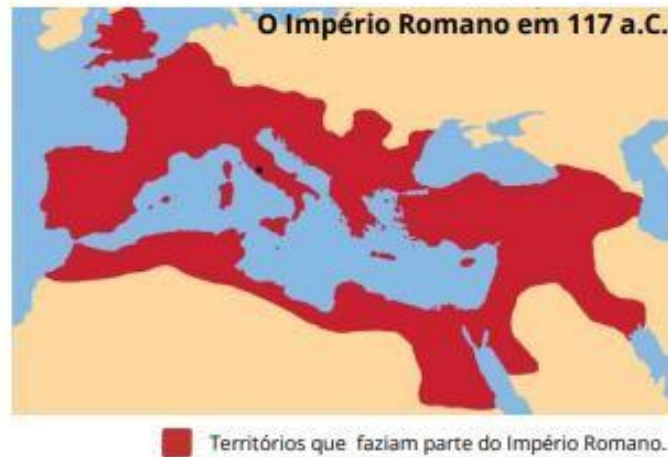 O Império Romano em 117 a.C.
Territórios que faziam parte do Império Romano.